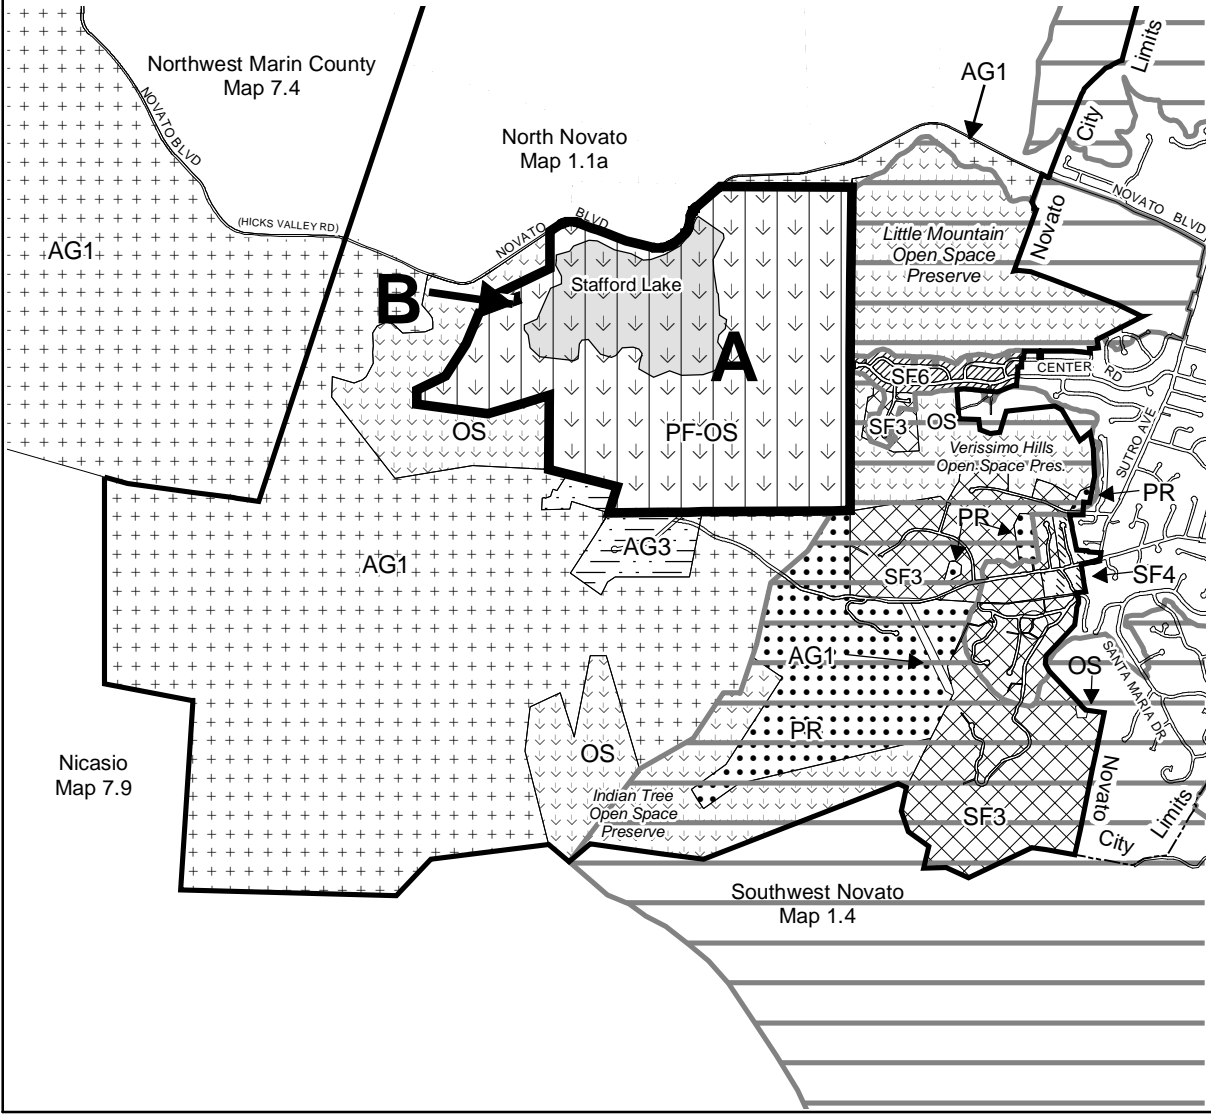 Northwest Marin County
Map 7.4
Limits
AG1
City
NOVATO BLVD
North Novato
Map 1.1a
NOVATO BLVD
Novato
(HICKS VALLEY RD)
NOVATO BLVD
AG1
Little Mountain
Open Space
Preserve
Stafford Lake
B
A
SF6
CENTER RD
SF3
OS
OS
PF-OS
Verissimo Hills
Open Space Pres.
SUTRO AVE
PR
PR
AG3
AG1
SF3
SF4
AG1
OS
SANTA MARIA DR
PR
OS
Nicasio
Map 7.9
Indian Tree
Open Space
Preserve
SF3
Novato
City
Limits
Southwest Novato
Map 1.4